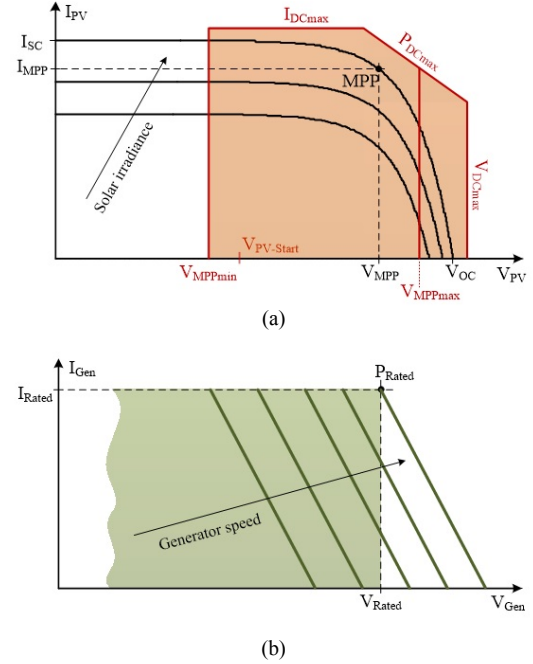 I_PV
I_DCmax
I_SC
P_DCmax
I_MPP
MPP
Solar irradiance
V_DCmax
V_PV-Start
V_MPPmin
V_MPP
V_OC
V_PV
V_MPPmax
(a)
I_Gen
P_Rated
I_Rated
Generator speed
V_Rated
V_Gen
(b)